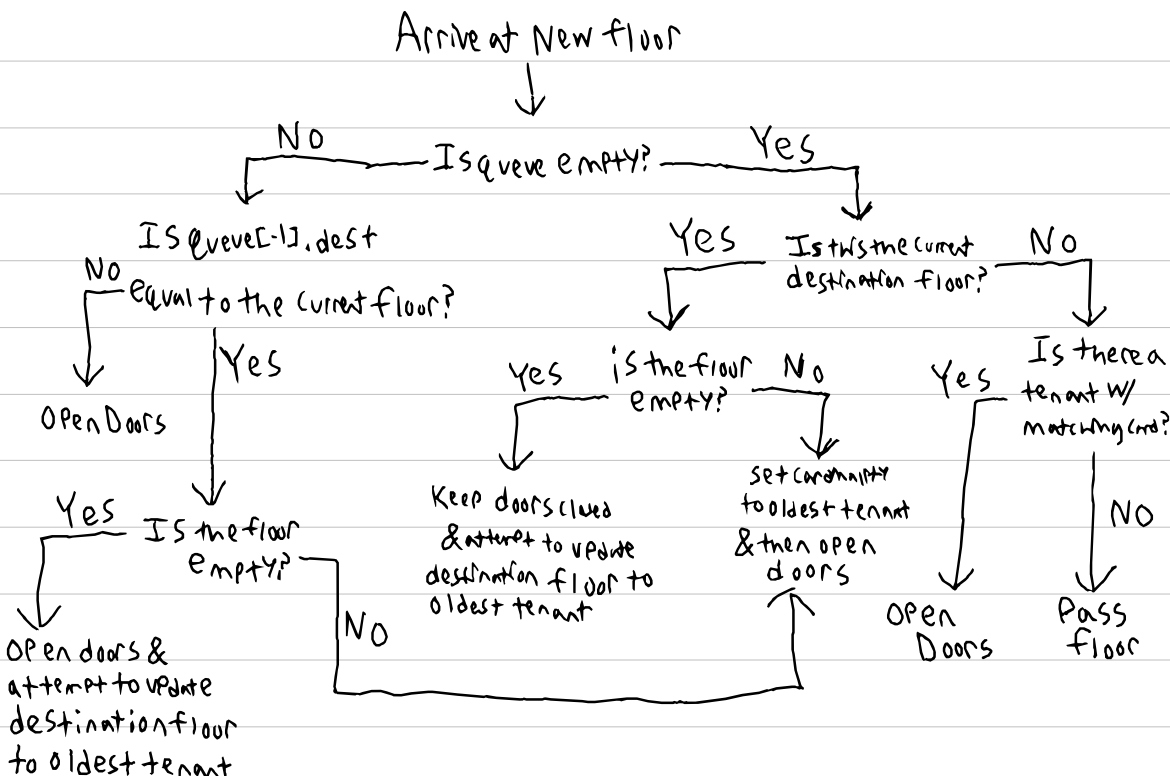 Arrive at New floor
No
Is queue empty?
Yes
Is queue[-1].dest
equal to the current floor?
No
Yes
Open Doors
Is the floor
empty?
Yes
No
Open doors &
attempt to update
destination floor
to oldest tenant
Is this the current
destination floor?
Yes
No
is the floor
empty?
Yes
No
Keep doors closed
& attempt to update
destination floor to
oldest tenant
set cardinality
to oldest tenant
& then open
doors
Is there a
tenant w/
matching card?
Yes
NO
Open
Doors
Pass
floor